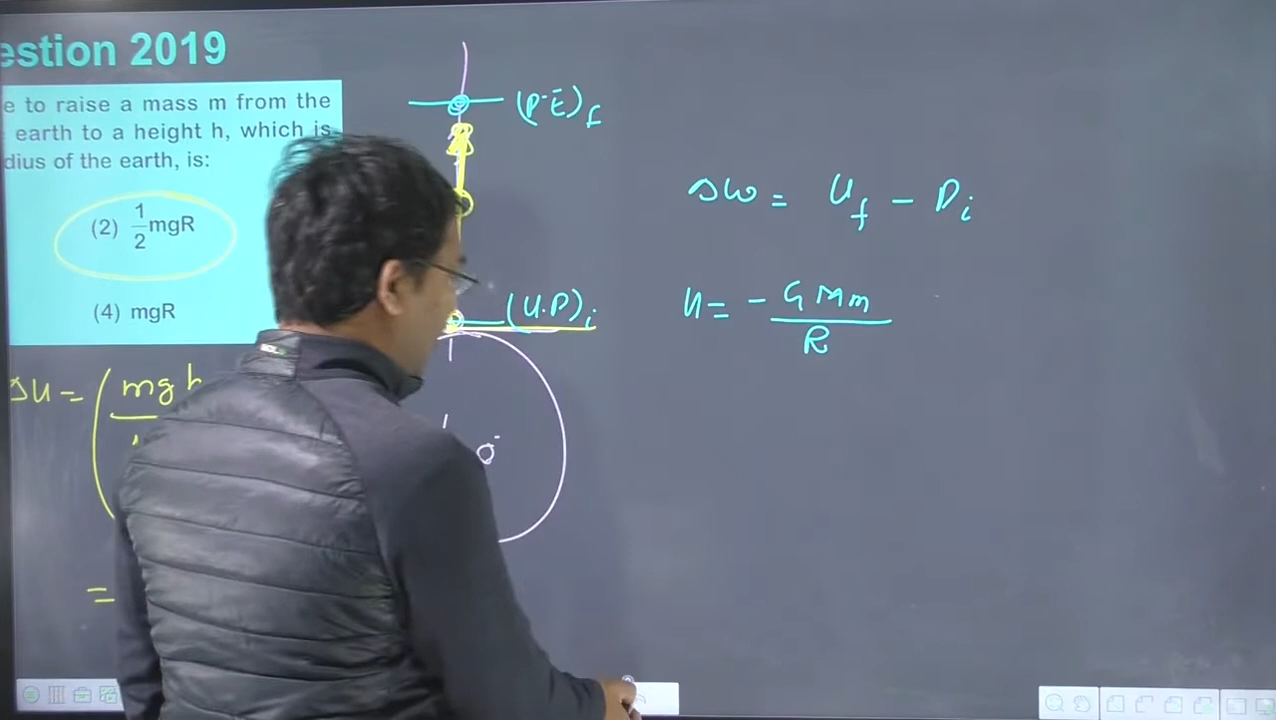 estion 2019
e to raise a mass m from the
earth to a height h, which is
dius of the earth, is:
(2) 1/2 mgR
(4) mgR
(P.E)f
(U.P)i
ΔW = Uf - Pi
U = - GMm/R
ΔU = (mgh
=